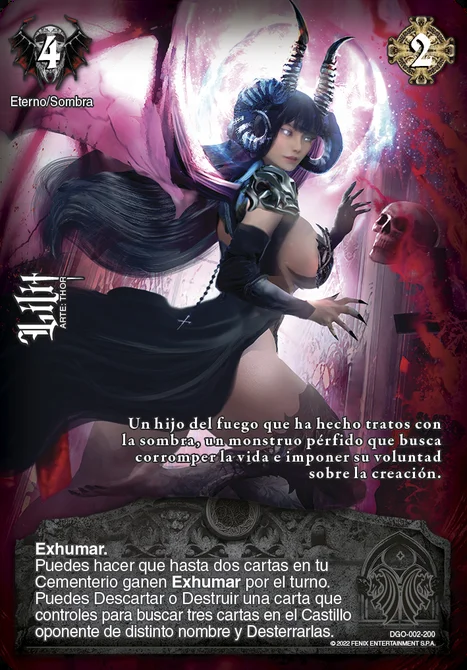 4
2
Eterno/Sombra
Lilit
ARTE: THOR
Un hijo del fuego que ha hecho tratos con
la sombra, un monstruo pérfido que busca
corromper la vida e imponer su voluntad
sobre la creación.
Exhumar.
Puedes hacer que hasta dos cartas en tu
Cementerio ganen Exhumar por el turno.
Puedes Descartar o Destruir una carta que
controles para buscar tres cartas en el Castillo
oponente de distinto nombre y Desterrarlas.
DGO-002-200
© 2022 FENIX ENTERTAINMENT S.P.A.